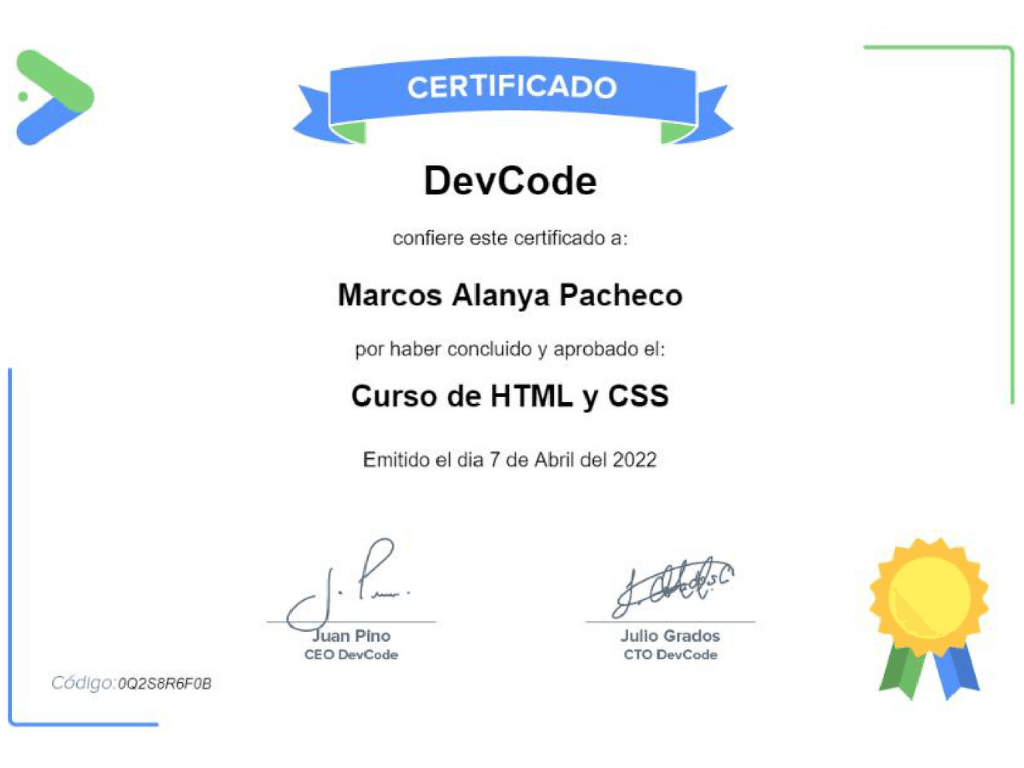 CERTIFICADO
DevCode
confiere este certificado a:
Marcos Alanya Pacheco
por haber concluido y aprobado el:
Curso de HTML y CSS
Emitido el dia 7 de Abril del 2022
J. P
J. GradosC
Juan Pino
Julio Grados
CEO DevCode
CTO DevCode
Código:0Q2S8R6F0B